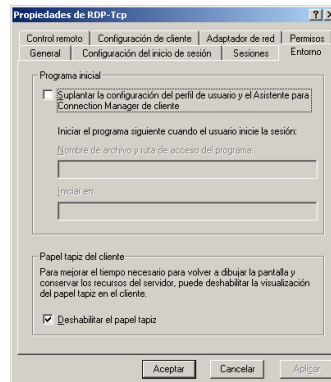 Propiedades de RDP-Tcp
Control remoto Configuración de cliente Adaptador de red Permisos
General Configuración del inicio de sesión Sesiones Entorno
Programa inicial
Suplantar la configuración del perfil de usuario y el Asistente para
Connection Manager de cliente
Iniciar el programa siguiente cuando el usuario inicie la sesión:
Nombre de archivo y ruta de acceso del programa:
Iniciar en:
Papel tapiz del cliente
Para mejorar el tiempo necesario para volver a dibujar la pantalla y
conservar los recursos del servidor, puede deshabilitar la visualización
del papel tapiz en el cliente.
Deshabilitar el papel tapiz
Aceptar Cancelar Aplicar